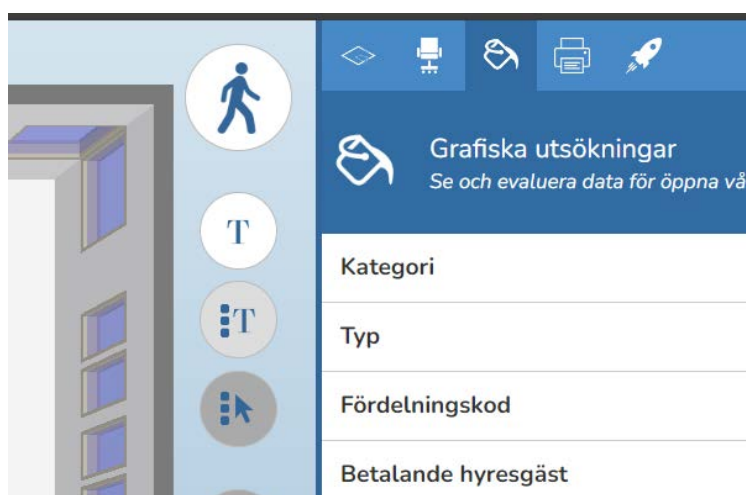 Grafiska utsökningar
Se och evaluera data för öppna vå
T
Kategori
T
Typ
Fördelningskod
Betalande hyresgäst